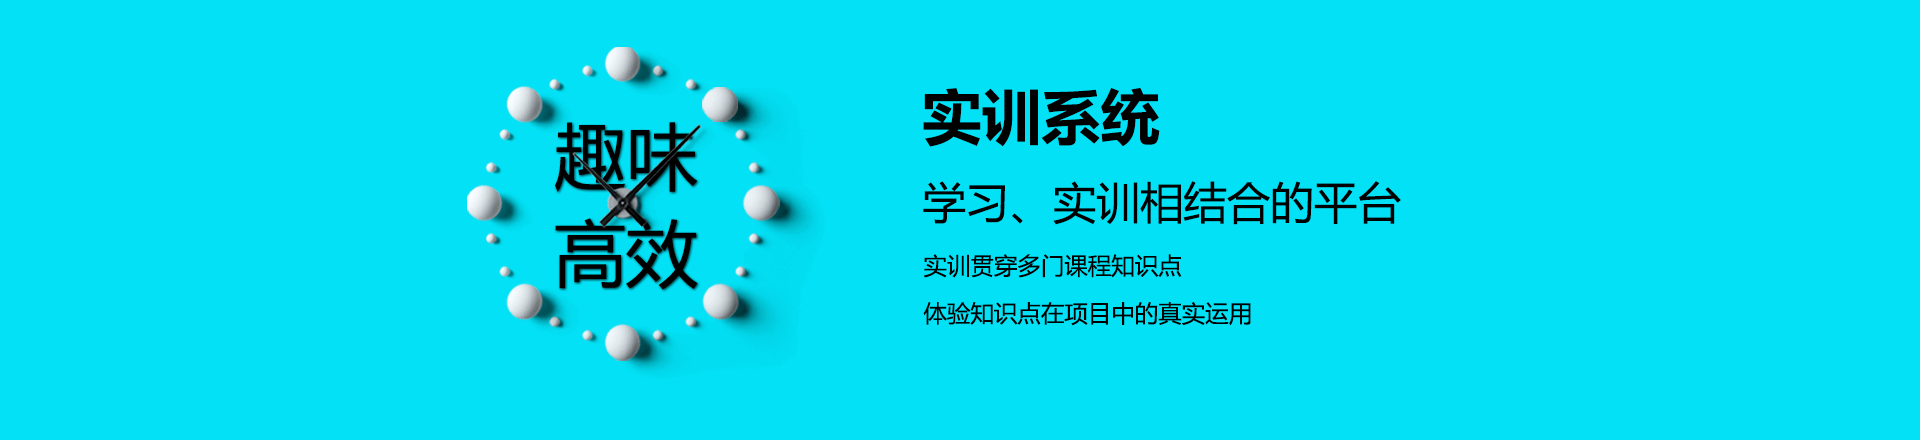 趣味
高效
实训系统
学习、实训相结合的平台
实训贯穿多门课程知识点
体验知识点在项目中的真实运用